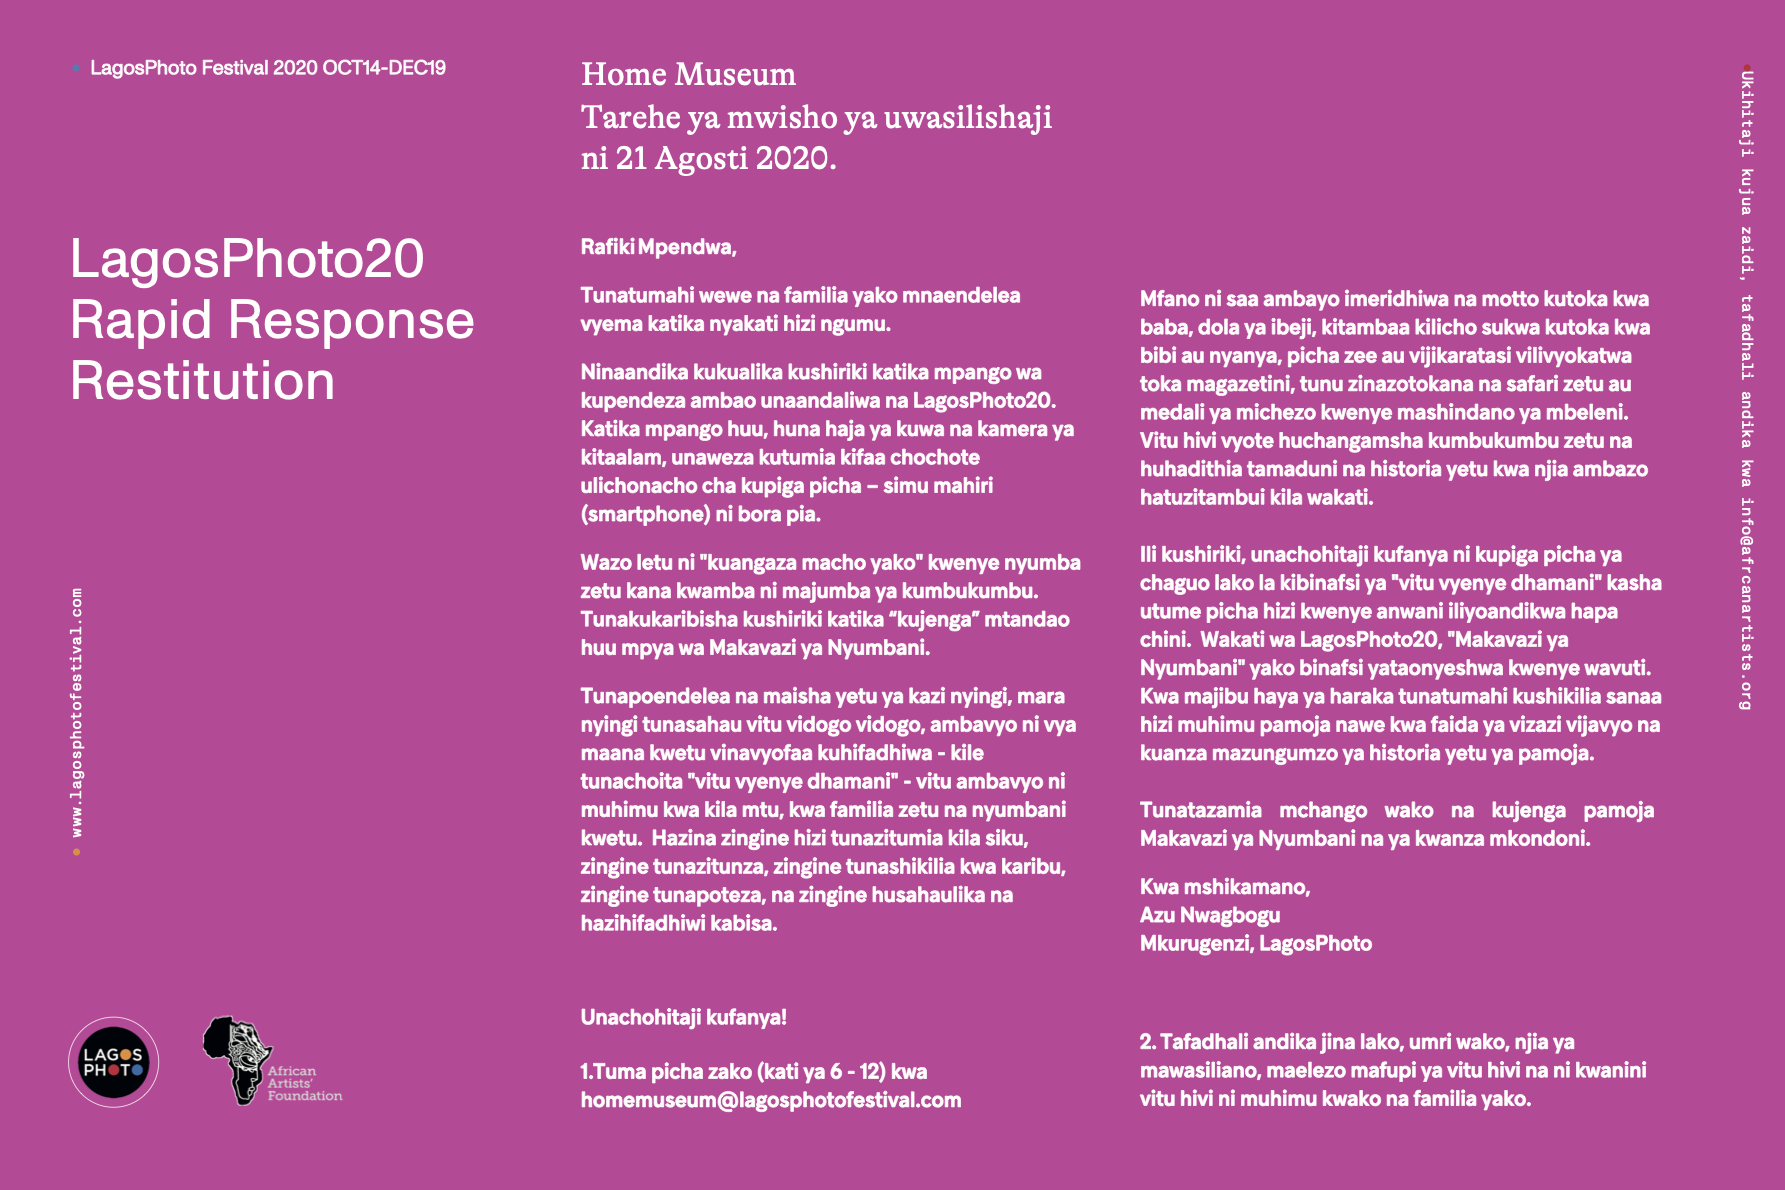 LagosPhoto Festival 2020 OCT14-DEC19
LagosPhoto20
Rapid Response
Restitution
www.lagosphotofestival.com
Home Museum
Tarehe ya mwisho ya uwasilishaji
ni 21 Agosti 2020.
Rafiki Mpendwa,
Tunatumahi wewe na familia yako mnaendelea
vyema katika nyakati hizi ngumu.
Ninaandika kukualika kushiriki katika mpango wa
kupendeza ambao unaandaliwa na LagosPhoto20.
Katika mpango huu, huna haja ya kuwa na kamera ya
kitaalam, unaweza kutumia kifaa chochote
ulichonacho cha kupiga picha – simu mahiri
(smartphone) ni bora pia.
Wazo letu ni "kuangaza macho yako" kwenye nyumba
zetu kana kwamba ni majumba ya kumbukumbu.
Tunakukaribisha kushiriki katika “kujenga” mtandao
huu mpya wa Makavazi ya Nyumbani.
Tunapoendelea na maisha yetu ya kazi nyingi, mara
nyingi tunasahau vitu vidogo vidogo, ambavyo ni vya
maana kwetu vinavyofaa kuhifadhiwa - kile
tunachoita "vitu vyenye dhamani" - vitu ambavyo ni
muhimu kwa kila mtu, kwa familia zetu na nyumbani
kwetu. Hazina zingine hizi tunazitumia kila siku,
zingine tunazitunza, zingine tunashikilia kwa karibu,
zingine tunapoteza, na zingine husahaulika na
hazihifadhiwi kabisa.
Mfano ni saa ambayo imeridhiwa na motto kutoka kwa
baba, dola ya ibeji, kitambaa kilicho sukwa kutoka kwa
bibi au nyanya, picha zee au vijikaratasi vilivyokatwa
toka magazetini, tunu zinazotokana na safari zetu au
medali ya michezo kwenye mashindano ya mbeleni.
Vitu hivi vyote huchangamsha kumbukumbu zetu na
huhadithia tamaduni na historia yetu kwa njia ambazo
hatuzitambui kila wakati.
Ili kushiriki, unachohitaji kufanya ni kupiga picha ya
chaguo lako la kibinafsi ya "vitu vyenye dhamani" kasha
utume picha hizi kwenye anwani iliyoandikwa hapa
chini. Wakati wa LagosPhoto20, "Makavazi ya
Nyumbani" yako binafsi yataonyeshwa kwenye wavuti.
Kwa majibu haya ya haraka tunatumahi kushikilia sanaa
hizi muhimu pamoja nawe kwa faida ya vizazi vijavyo na
kuanza mazungumzo ya historia yetu ya pamoja.
Tunatazamia mchango wako na kujenga pamoja
Makavazi ya Nyumbani na ya kwanza mkondoni.
Kwa mshikamano,
Azu Nwagbogu
Mkurugenzi, LagosPhoto
Unachohitaji kufanya!
1.Tuma picha zako (kati ya 6 - 12) kwa
homemuseum@lagosphotofestival.com
2. Tafadhali andika jina lako, umri wako, njia ya
mawasiliano, maelezo mafupi ya vitu hivi na ni kwanini
vitu hivi ni muhimu kwako na familia yako.
Ukihitaji kujua zaidi, tafadhali andika kwa info@afrcanartists.org
LAGOS
PHOTO
African
Artists'
Foundation